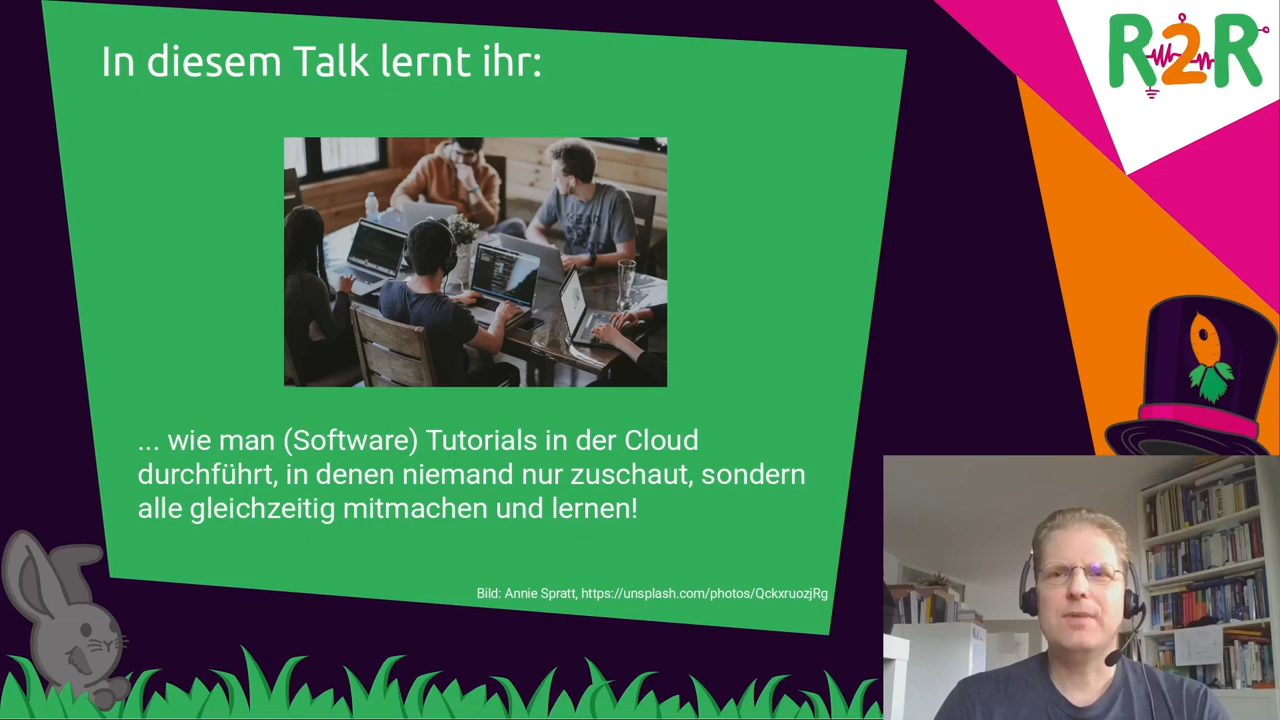 In diesem Talk lernt ihr:
R2R
... wie man (Software) Tutorials in der Cloud
durchführt, in denen niemand nur zuschaut, sondern
alle gleichzeitig mitmachen und lernen!
Bild: Annie Spratt, https://unsplash.com/photos/QckxruozjRg